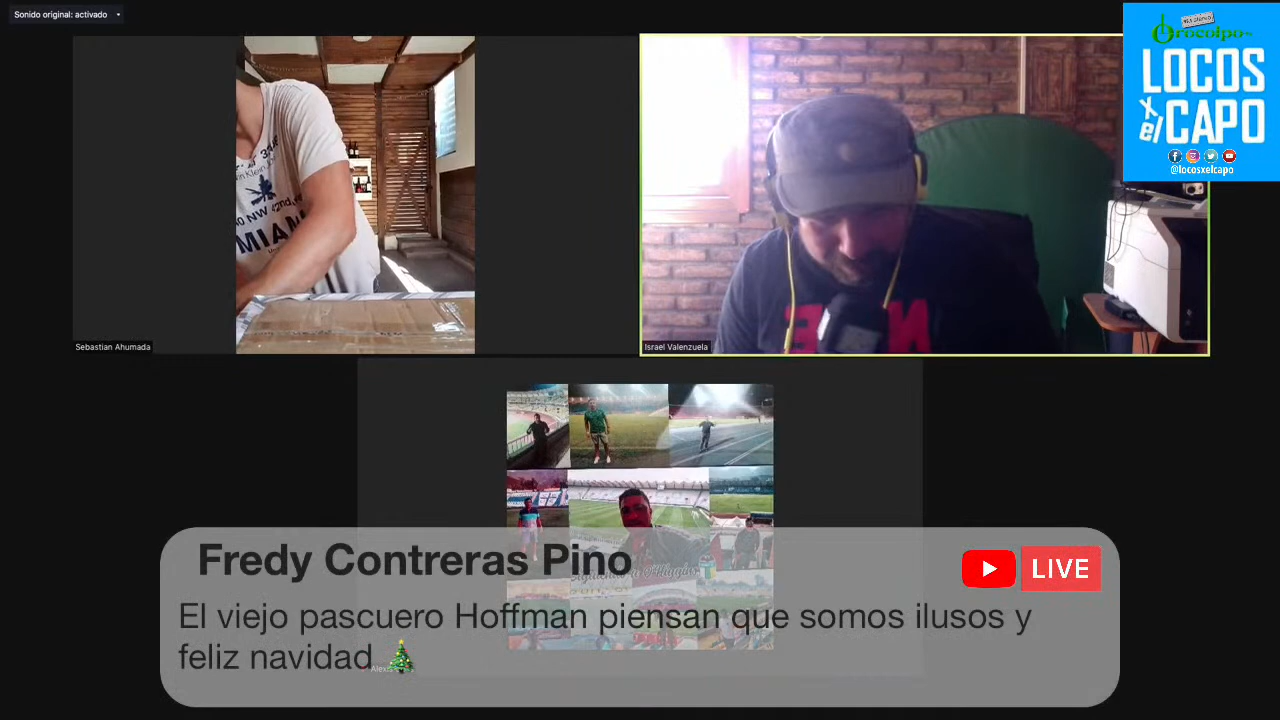 Sonido original: activado
LOCOS
x el CAPO
@locosxelcapo
MIAMI
Sebastian Ahumada
Israel Valenzuela
Fredy Contreras Pino
LIVE
El viejo pascuero Hoffman piensan que somos ilusos y
feliz navidad 🎄